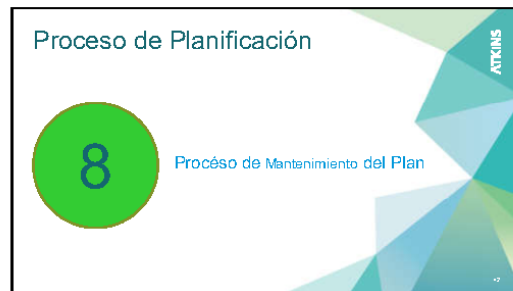 Proceso de Planificación
ATKINS
8
Procéso de Mantenimiento del Plan